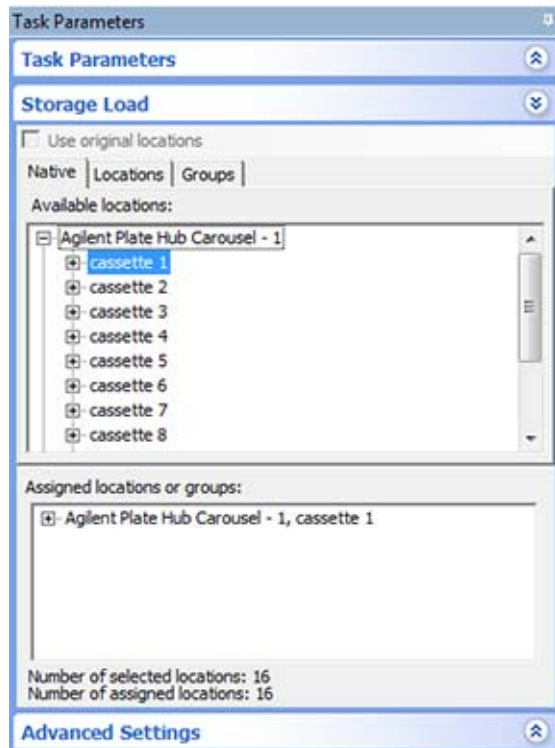 Task Parameters
Task Parameters
Storage Load
Use original locations
Native Locations Groups
Available locations:
Agilent Plate Hub Carousel - 1
cassette 1
cassette 2
cassette 3
cassette 4
cassette 5
cassette 6
cassette 7
cassette 8
Assigned locations or groups:
Agilent Plate Hub Carousel - 1, cassette 1
Number of selected locations: 16
Number of assigned locations: 16
Advanced Settings